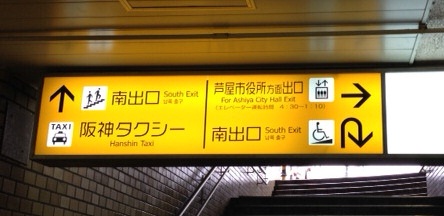 南出口 South Exit
TAXI 阪神タクシー
Hanshin Taxi
芦屋市役所方面出口
For Ashiya City Hall Exit
南出口 South Exit